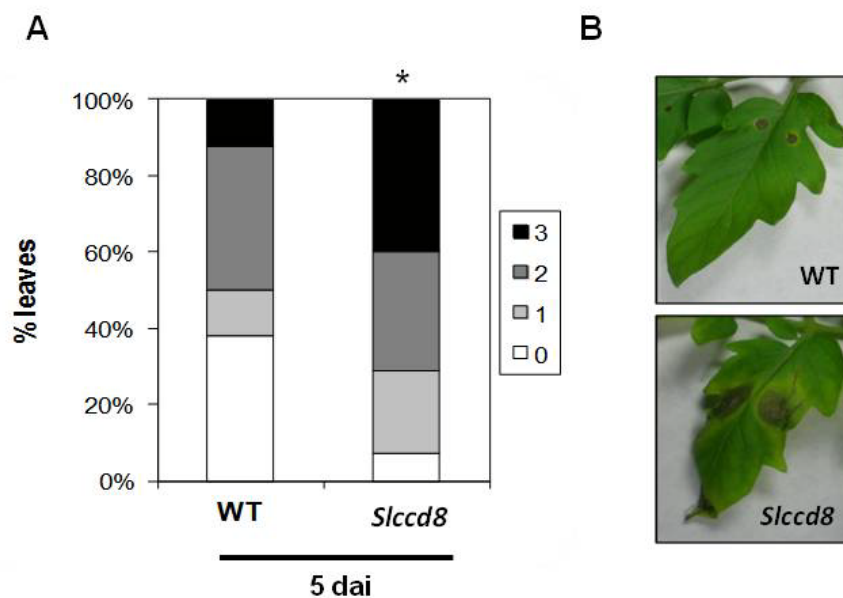 A
B
*
100%
80%
60%
40%
20%
0%
% leaves
3
2
1
0
WT
Slccd8
5 dai
WT
Slccd8